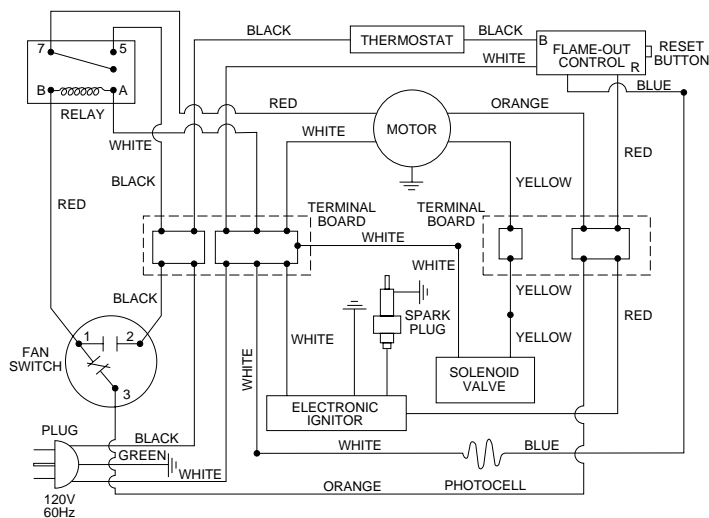 BLACK
THERMOSTAT
BLACK
B
FLAME-OUT
CONTROL
R
RESET
BUTTON
7
5
WHITE
BLUE
B
A
RELAY
RED
ORANGE
WHITE
WHITE
MOTOR
RED
BLACK
YELLOW
RED
TERMINAL
BOARD
TERMINAL
BOARD
WHITE
WHITE
YELLOW
BLACK
SPARK
PLUG
RED
WHITE
YELLOW
1
2
FAN
SWITCH
WHITE
SOLENOID
VALVE
3
ELECTRONIC
IGNITOR
PLUG
BLACK
WHITE
BLUE
GREEN
WHITE
ORANGE
PHOTOCELL
120V
60Hz